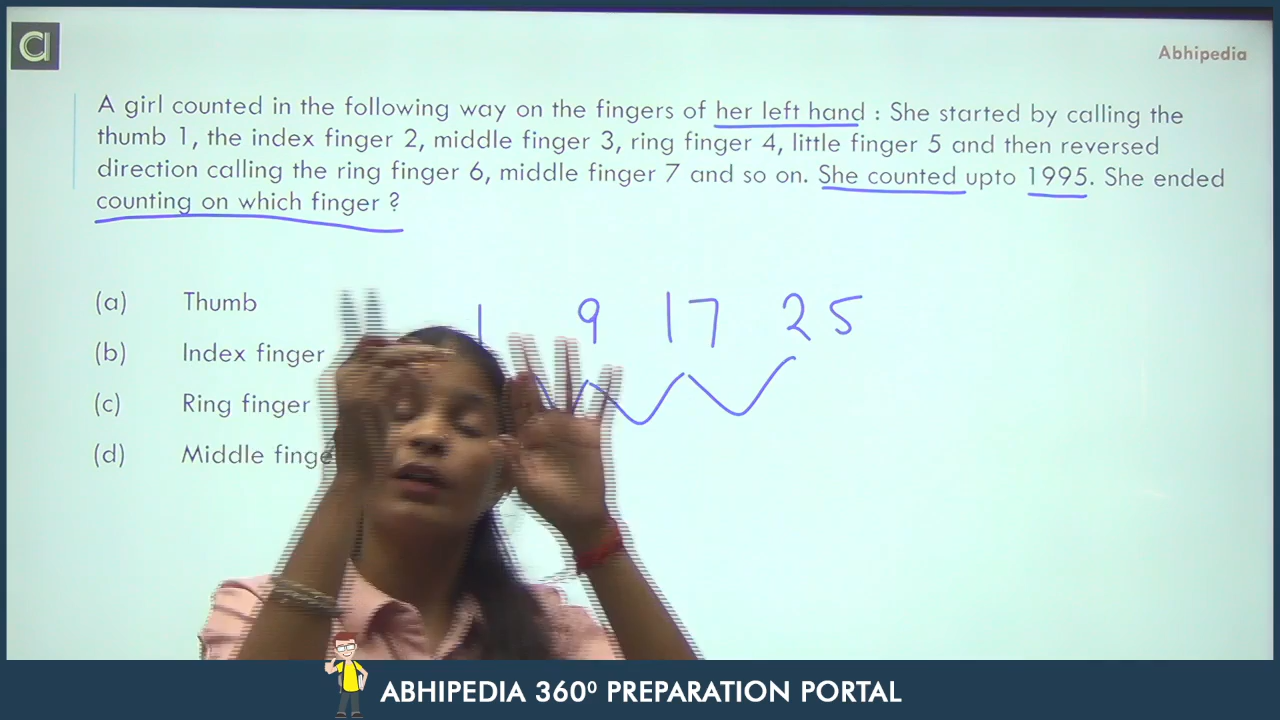 Abhipedia
A girl counted in the following way on the fingers of her left hand : She started by calling the
thumb 1, the index finger 2, middle finger 3, ring finger 4, little finger 5 and then reversed
direction calling the ring finger 6, middle finger 7 and so on. She counted upto 1995. She ended
counting on which finger ?
(a) Thumb
1 9 17 25
(b) Index finger
(c) Ring finger
(d) Middle finge
ABHIPEDIA 360⁰ PREPARATION PORTAL